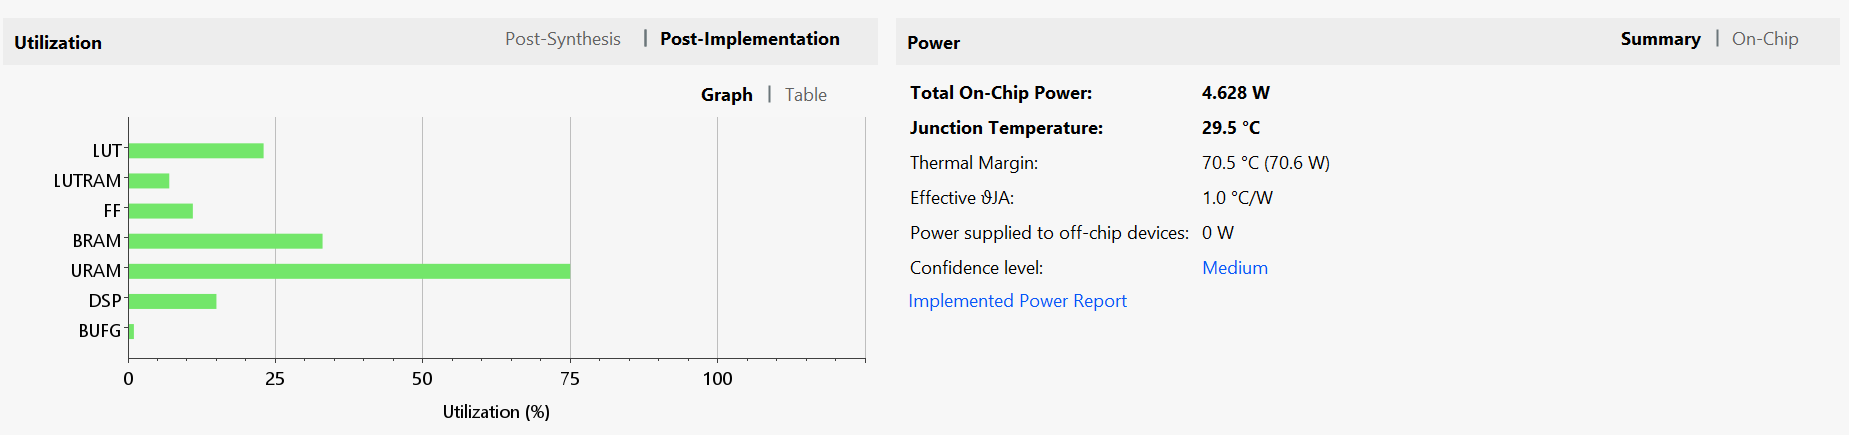 Utilization
Post-Synthesis | Post-Implementation
Graph | Table
LUT
LUTRAM
FF
BRAM
URAM
DSP
BUFG
0 25 50 75 100
Utilization (%)
Power
Summary | On-Chip
Total On-Chip Power: 4.628 W
Junction Temperature: 29.5 °C
Thermal Margin: 70.5 °C (70.6 W)
Effective ϑJA: 1.0 °C/W
Power supplied to off-chip devices: 0 W
Confidence level: Medium
Implemented Power Report